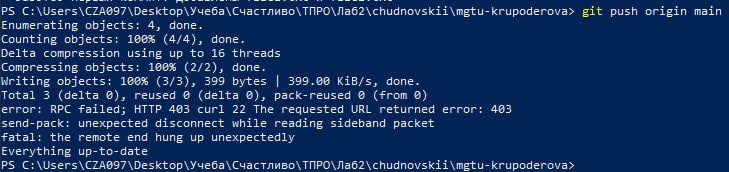 PS C:\Users\CZA097\Desktop\Учеба\Счастливо\ТПРО\Лаб2\chudnovskii\mgtu-krupoderova> git push origin main
Enumerating objects: 4, done.
Counting objects: 100% (4/4), done.
Delta compression using up to 16 threads
Compressing objects: 100% (2/2), done.
Writing objects: 100% (3/3), 399 bytes | 399.00 KiB/s, done.
Total 3 (delta 0), reused 0 (delta 0), pack-reused 0 (from 0)
error: RPC failed; HTTP 403 curl 22 The requested URL returned error: 403
send-pack: unexpected disconnect while reading sideband packet
fatal: the remote end hung up unexpectedly
Everything up-to-date
PS C:\Users\CZA097\Desktop\Учеба\Счастливо\ТПРО\Лаб2\chudnovskii\mgtu-krupoderova>